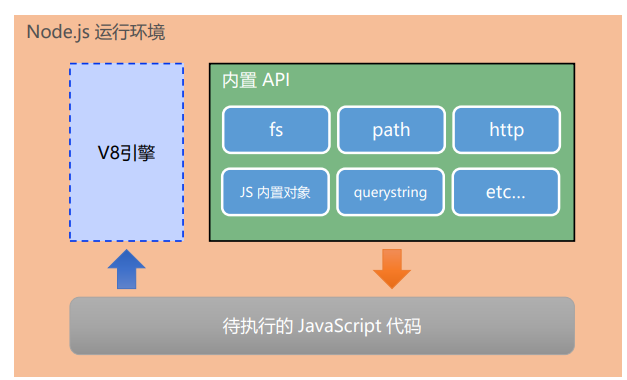 Node.js 运行环境
V8引擎
内置 API
fs
path
http
JS 内置对象
querystring
etc...
待执行的 JavaScript 代码